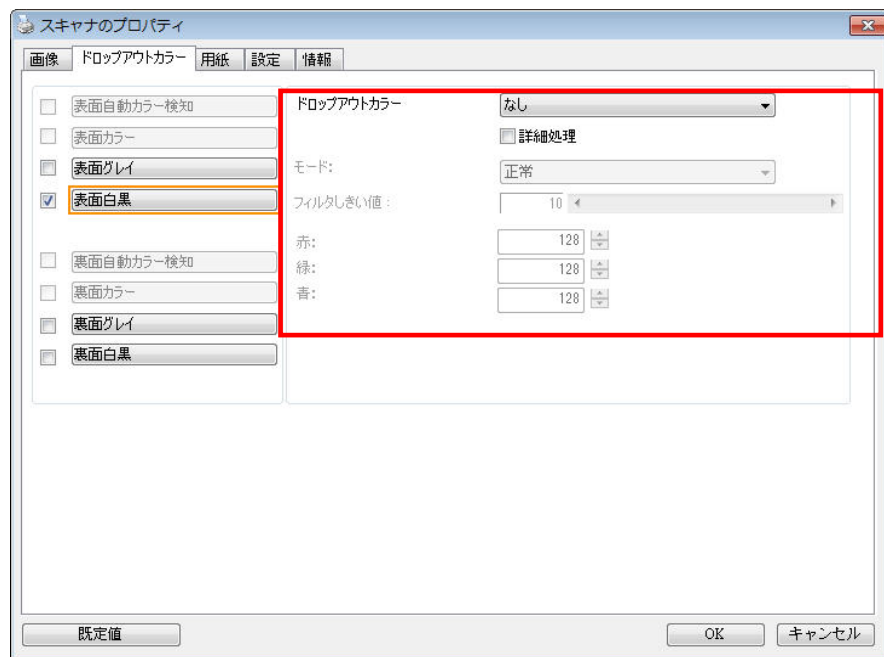 スキャナのプロパティ
画像 ドロップアウトカラー 用紙 設定 情報
表面自動カラー検知
表面カラー
表面グレイ
表面白黒
裏面自動カラー検知
裏面カラー
裏面グレイ
裏面白黒
ドロップアウトカラー なし
詳細処理
モード: 正常
フィルタしきい値: 10
赤: 128
緑: 128
青: 128
既定値 OK キャンセル